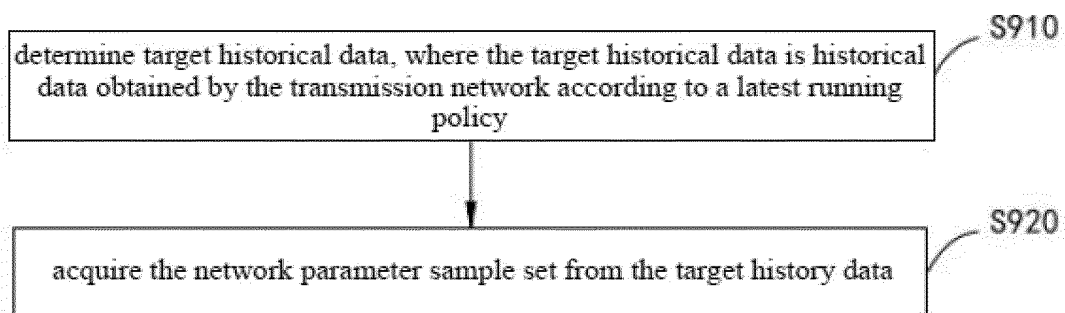 S910
determine target historical data, where the target historical data is historical
data obtained by the transmission network according to a latest running
policy
S920
acquire the network parameter sample set from the target history data